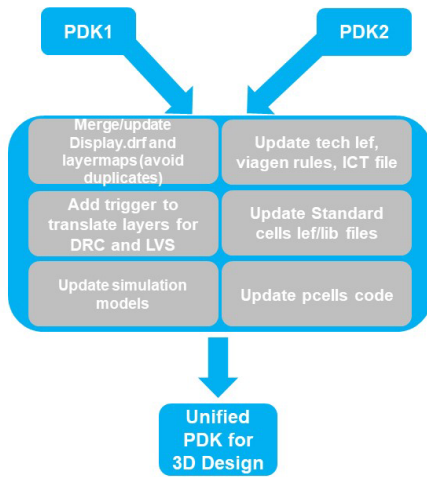 PDK1
PDK2
Merge/update
Display.drf and
layermaps(avoid
duplicates)
Update tech lef,
viagen rules, ICT file
Add trigger to
translate layers for
DRC and LVS
Update Standard
cells lef/lib files
Update simulation
models
Update pcells code
Unified
PDK for
3D Design